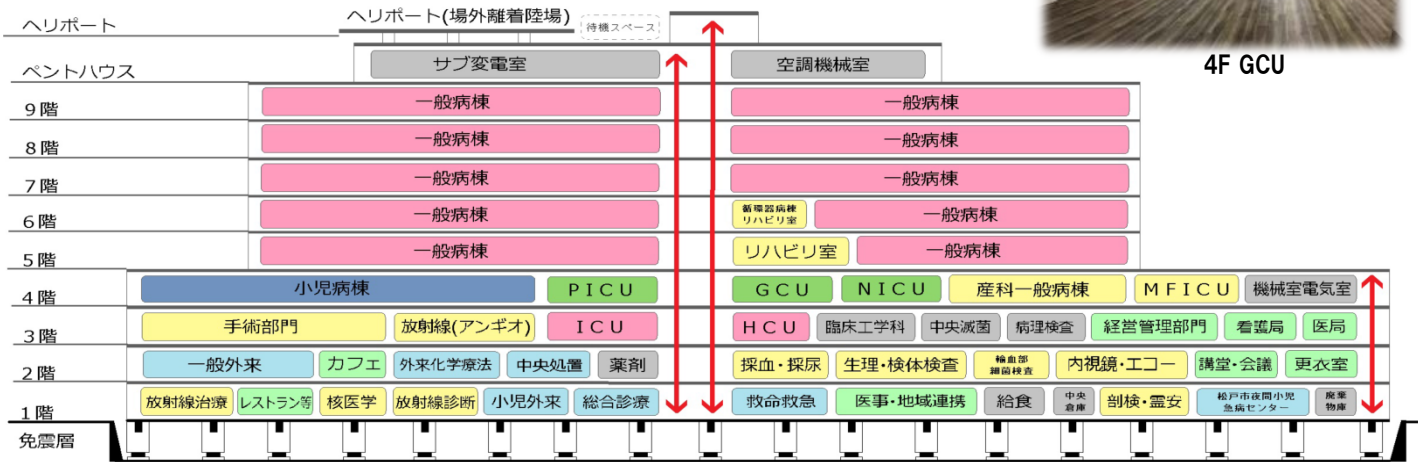 ヘリポート
ヘリポート(場外離着陸場)
待機スペース
4F GCU
ペントハウス
サブ変電室
空調機械室
9階
一般病棟
一般病棟
8階
一般病棟
一般病棟
7階
一般病棟
一般病棟
6階
一般病棟
循環器病棟
リハビリ室
一般病棟
5階
一般病棟
リハビリ室
一般病棟
4階
小児病棟
PICU
GCU
NICU
産科一般病棟
MFICU
機械室電気室
3階
手術部門
放射線(アンギオ)
ICU
HCU
臨床工学科
中央滅菌
病理検査
経営管理部門
看護局
医局
2階
一般外来
カフェ
外来化学療法
中央処置
薬剤
採血・採尿
生理・検体検査
輸血部
細菌検査
内視鏡・エコー
講堂・会議
更衣室
1階
放射線治療
レストラン等
核医学
放射線診断
小児外来
総合診療
救命救急
医事・地域連携
給食
中央
倉庫
剖検・霊安
松戸市夜間小児
急病センター
廃棄
物庫
免震層